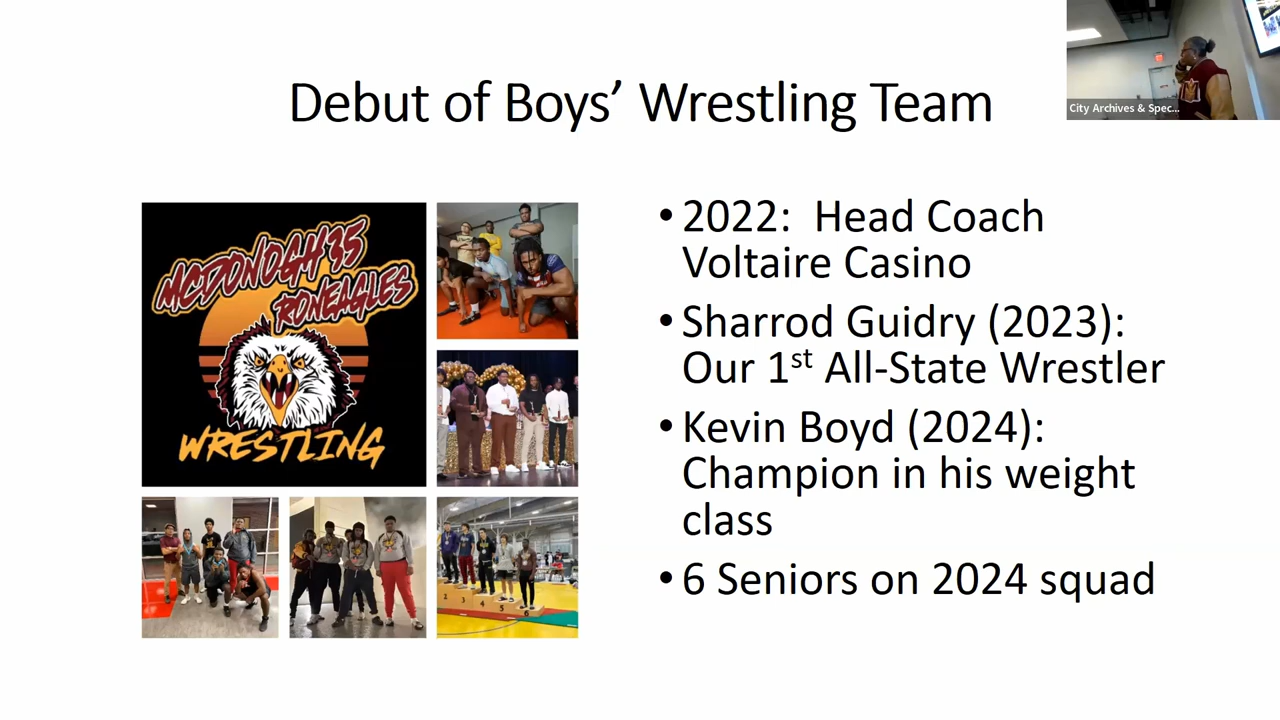 Debut of Boys’ Wrestling Team
City Archives & Spec...
MCDONOGH 35
RONEAGLES
WRESTLING
• 2022:  Head Coach
Voltaire Casino
• Sharrod Guidry (2023):
Our 1st All-State Wrestler
• Kevin Boyd (2024):
Champion in his weight
class
• 6 Seniors on 2024 squad